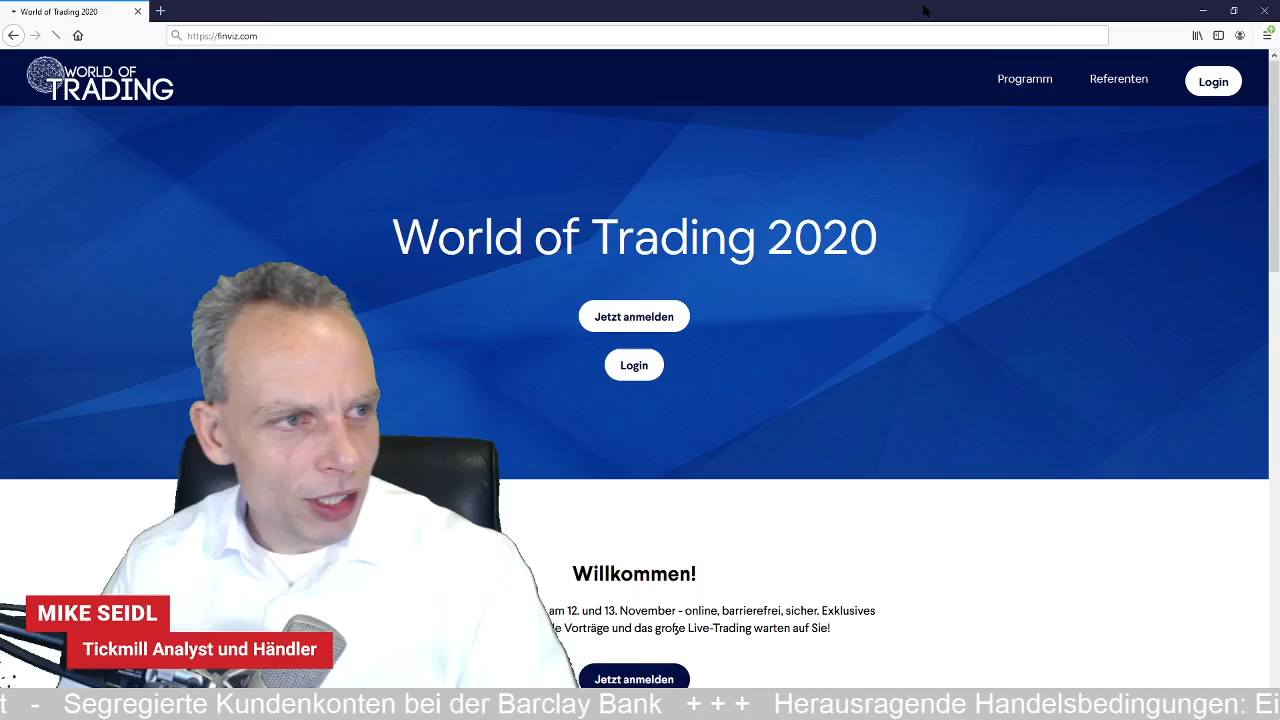 World of Trading 2020
https://finviz.com
WORLD OF
TRADING
Programm
Referenten
Login
World of Trading 2020
Jetzt anmelden
Login
Willkommen!
am 12. und 13. November - online, barrierefrei, sicher. Exklusives
Vorträge und das große Live-Trading warten auf Sie!
Jetzt anmelden
MIKE SEIDL
Tickmill Analyst und Händler
t - Segregierte Kundenkonten bei der Barclay Bank + + + Herausragende Handelsbedingungen: Ei